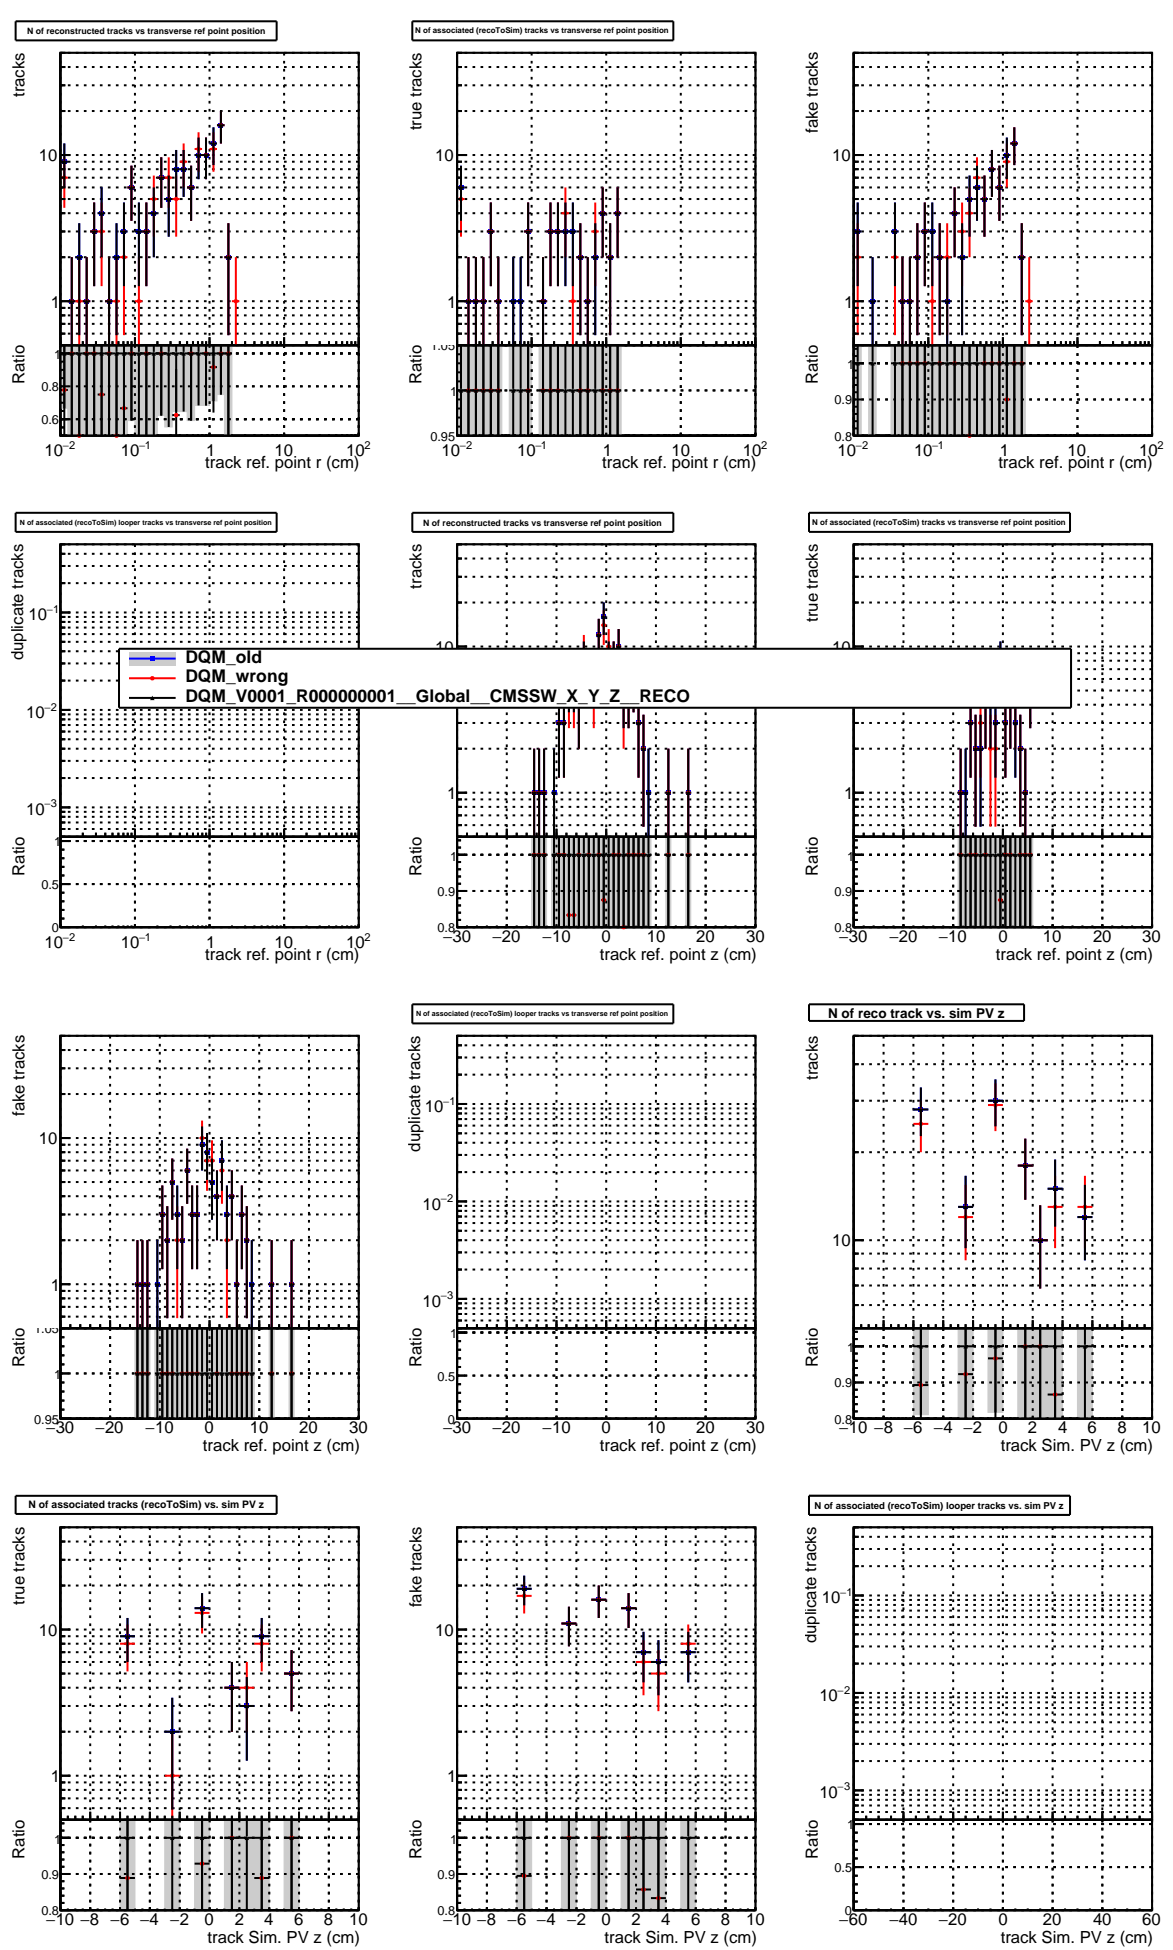 N of reconstructed tracks vs transverse ref point position
tracks
10
1
Ratio
1
0.8
0.6
10−2 10−1 1 10 102
track ref. point r (cm)
N of associated (recoToSim) tracks vs transverse ref point position
true tracks
10
1
Ratio
1.05
1
0.95
10−2 10−1 1 10 102
track ref. point r (cm)
fake tracks
10
1
Ratio
1
0.9
0.8
10−2 10−1 1 10 102
track ref. point r (cm)
N of associated (recoToSim) looper tracks vs transverse ref point position
duplicate tracks
10−1
10−2
10−3
Ratio
1
0.5
0
10−2 10−1 1 10 102
track ref. point r (cm)
N of reconstructed tracks vs transverse ref point position
tracks
10
1
Ratio
1
0.9
0.8
−30 −20 −10 0 10 20 30
track ref. point z (cm)
N of associated (recoToSim) tracks vs transverse ref point position
true tracks
10
1
Ratio
1
0.9
0.8
−30 −20 −10 0 10 20 30
track ref. point z (cm)
DQM_old
DQM_wrong
DQM_V0001_R000000001__Global__CMSSW_X_Y_Z__RECO
fake tracks
10
1
Ratio
1.05
1
0.95
−30 −20 −10 0 10 20 30
track ref. point z (cm)
N of associated (recoToSim) looper tracks vs transverse ref point position
duplicate tracks
10−1
10−2
10−3
Ratio
1
0.5
0
−30 −20 −10 0 10 20 30
track ref. point z (cm)
N of reco track vs. sim PV z
tracks
10
Ratio
1
0.9
0.8
−10 −8 −6 −4 −2 0 2 4 6 8 10
track Sim. PV z (cm)
N of associated tracks (recoToSim) vs. sim PV z
true tracks
10
1
Ratio
1
0.9
0.8
−10 −8 −6 −4 −2 0 2 4 6 8 10
track Sim. PV z (cm)
fake tracks
10
1
Ratio
1
0.9
0.8
−10 −8 −6 −4 −2 0 2 4 6 8 10
track Sim. PV z (cm)
N of associated (recoToSim) looper tracks vs. sim PV z
duplicate tracks
10−1
10−2
10−3
Ratio
1
0.5
0
−60 −40 −20 0 20 40 60
track Sim. PV z (cm)